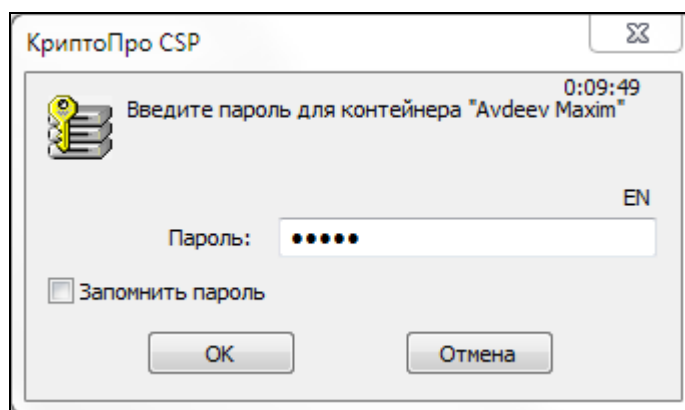 КриптоПро CSP
0:09:49
Введите пароль для контейнера "Avdeev Maxim"
EN
Пароль: •••••
Запомнить пароль
OK Отмена